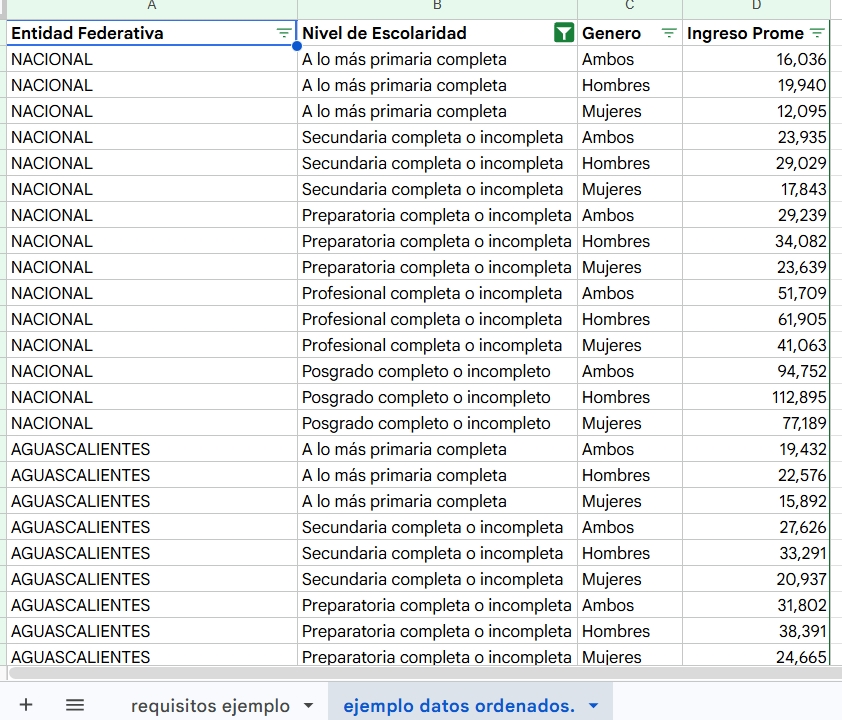 A B C D
Entidad Federativa Nivel de Escolaridad Genero Ingreso Prome
NACIONAL A lo más primaria completa Ambos 16,036
NACIONAL A lo más primaria completa Hombres 19,940
NACIONAL A lo más primaria completa Mujeres 12,095
NACIONAL Secundaria completa o incompleta Ambos 23,935
NACIONAL Secundaria completa o incompleta Hombres 29,029
NACIONAL Secundaria completa o incompleta Mujeres 17,843
NACIONAL Preparatoria completa o incompleta Ambos 29,239
NACIONAL Preparatoria completa o incompleta Hombres 34,082
NACIONAL Preparatoria completa o incompleta Mujeres 23,639
NACIONAL Profesional completa o incompleta Ambos 51,709
NACIONAL Profesional completa o incompleta Hombres 61,905
NACIONAL Profesional completa o incompleta Mujeres 41,063
NACIONAL Posgrado completo o incompleto Ambos 94,752
NACIONAL Posgrado completo o incompleto Hombres 112,895
NACIONAL Posgrado completo o incompleto Mujeres 77,189
AGUASCALIENTES A lo más primaria completa Ambos 19,432
AGUASCALIENTES A lo más primaria completa Hombres 22,576
AGUASCALIENTES A lo más primaria completa Mujeres 15,892
AGUASCALIENTES Secundaria completa o incompleta Ambos 27,626
AGUASCALIENTES Secundaria completa o incompleta Hombres 33,291
AGUASCALIENTES Secundaria completa o incompleta Mujeres 20,937
AGUASCALIENTES Preparatoria completa o incompleta Ambos 31,802
AGUASCALIENTES Preparatoria completa o incompleta Hombres 38,391
AGUASCALIENTES Preparatoria completa o incompleta Mujeres 24,665
requisitos ejemplo ejemplo datos ordenados.